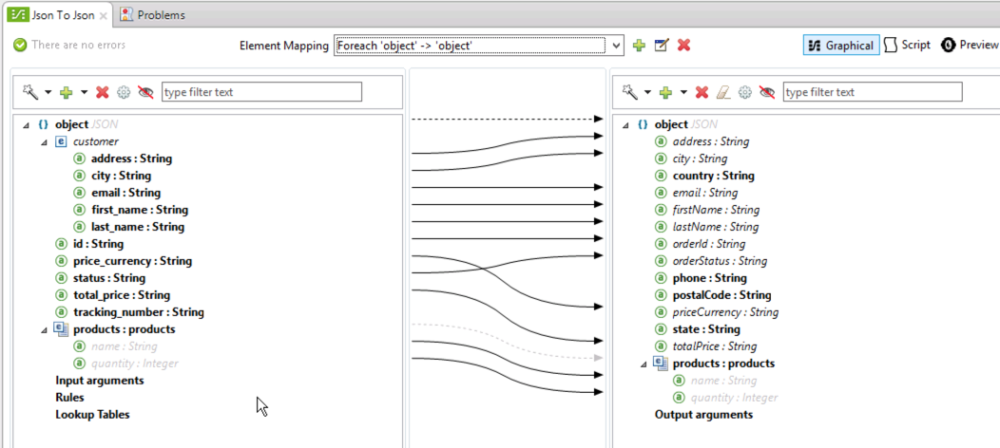 Json To Json
Problems
There are no errors
Element Mapping
Foreach 'object' -> 'object'
Graphical
Script
Preview
type filter text
object JSON
customer
address : String
city : String
email : String
first_name : String
last_name : String
id : String
price_currency : String
status : String
total_price : String
tracking_number : String
products : products
name : String
quantity : Integer
Input arguments
Rules
Lookup Tables
type filter text
object JSON
address : String
city : String
country : String
email : String
firstName : String
lastName : String
orderId : String
orderStatus : String
phone : String
postalCode : String
priceCurrency : String
state : String
totalPrice : String
products : products
name : String
quantity : Integer
Output arguments